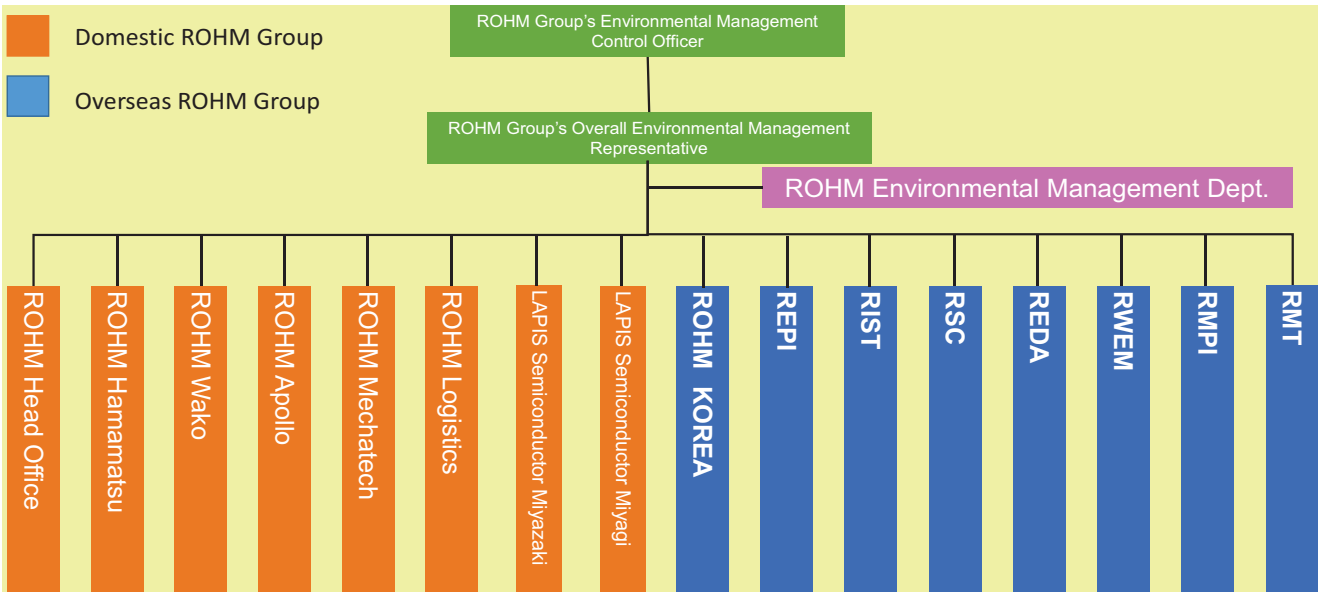 Domestic ROHM Group
Overseas ROHM Group
ROHM Group's Environmental Management
Control Officer
ROHM Group's Overall Environmental Management
Representative
ROHM Environmental Management Dept.
ROHM Head Office
ROHM Hamamatsu
ROHM Wako
ROHM Apollo
ROHM Mechatech
ROHM Logistics
LAPIS Semiconductor Miyazaki
LAPIS Semiconductor Miyagi
ROHM KOREA
REPI
RIST
RSC
REDA
RWEM
RMPI
RMT